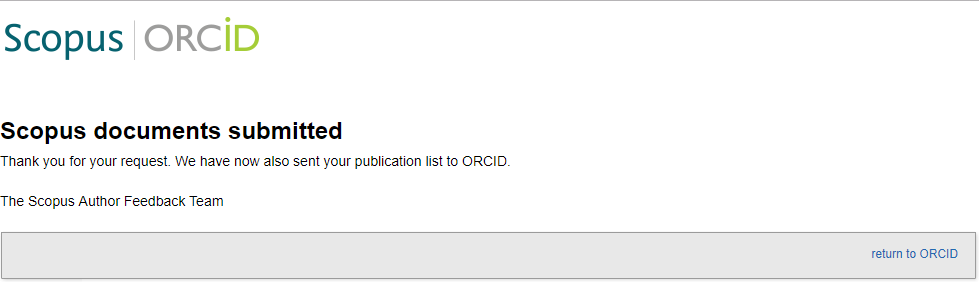 Scopus ORCID
Scopus documents submitted
Thank you for your request. We have now also sent your publication list to ORCID.
The Scopus Author Feedback Team
return to ORCID